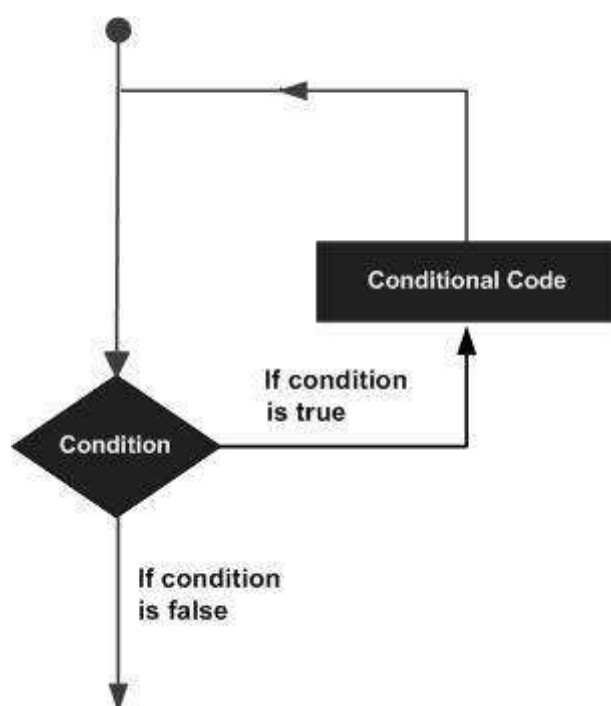 Conditional Code
If condition
is true
Condition
If condition
is false